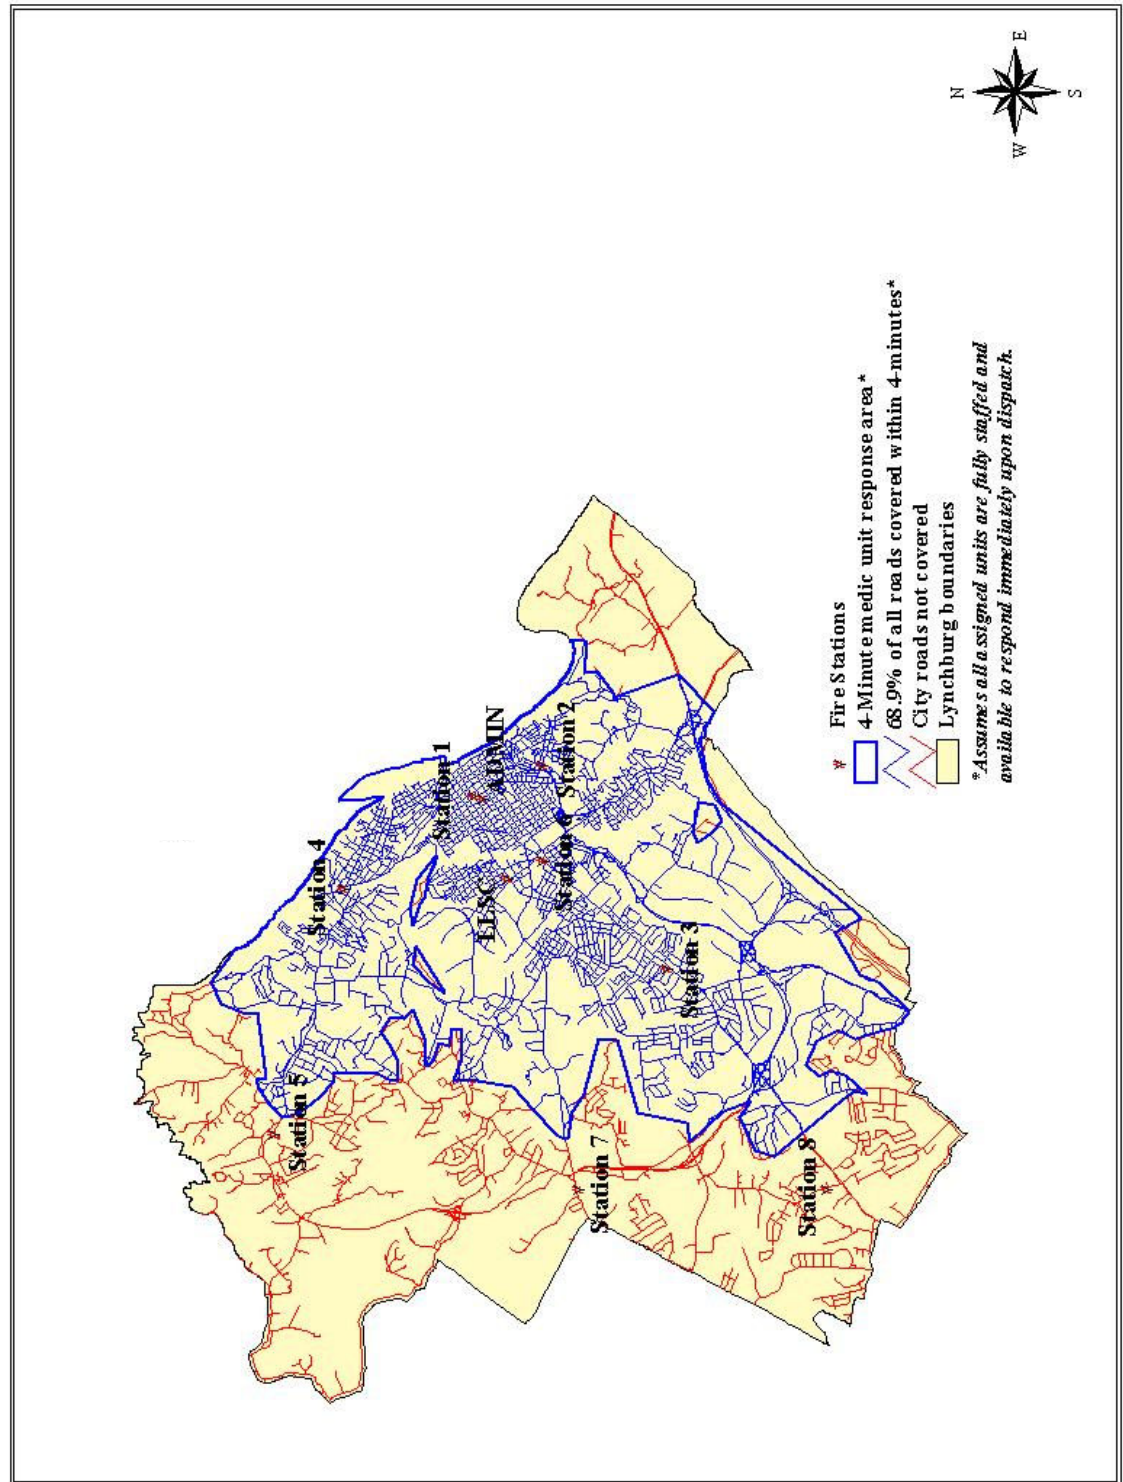 N
E
W
S
Station 4
Station 1
ADMIN
Station 5
LLSC
Station 6
Station 2
Station 7
Station 3
Station 8
Fire Stations
4-Minute medic unit response area*
68.9% of all roads covered within 4-minutes*
City roads not covered
Lynchburg boundaries
*Assumes all assigned units are fully staffed and
available to respond immediately upon dispatch.